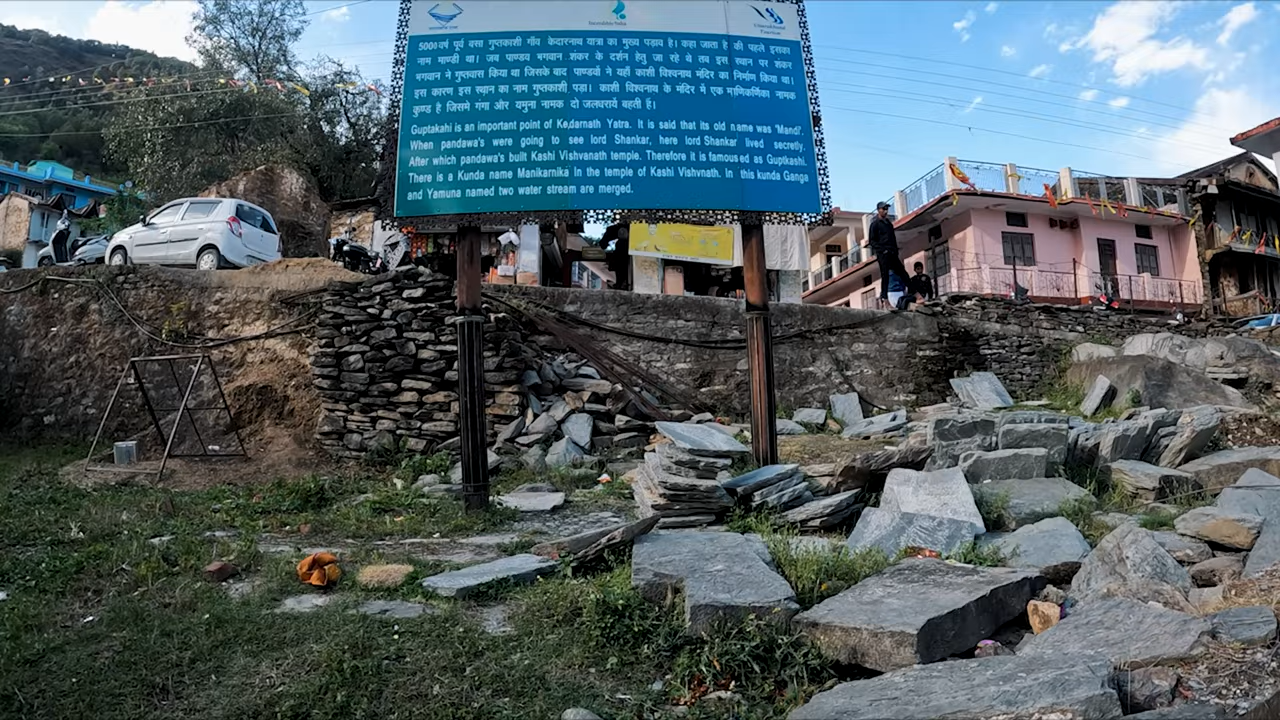 Incredible India
Uttarakhand
Tourism
5000 वर्ष पूर्व बसा गुप्तकाशी गाँव केदारनाथ यात्रा का मुख्य पड़ाव है। कहा जाता है की पहले इसका
नाम माण्डी था। जब पाण्डव भगवान शंकर के दर्शन हेतु जा रहे थे तब इस स्थान पर शंकर
भगवान ने गुप्तवास किया था जिसके बाद पाण्डवों ने यहाँ काशी विश्वनाथ मंदिर का निर्माण किया था।
इस कारण इस स्थान का नाम गुप्तकाशी पड़ा। काशी विश्वनाथ के मंदिर में एक माणिकर्णिका नामक
कुण्ड है जिसमे गंगा और यमुना नामक दो जलधारायें बहती हैं।
Guptakahi is an important point of Kedarnath Yatra. It is said that its old name was 'Mandi'.
When pandawa's were going to see lord Shankar, here lord Shankar lived secretly.
After which pandawa's built Kashi Vishvanath temple. Therefore it is famoused as Guptkashi.
There is a Kunda name Manikarnika In the temple of Kashi Vishvnath. In this kunda Ganga
and Yamuna named two water stream are merged.